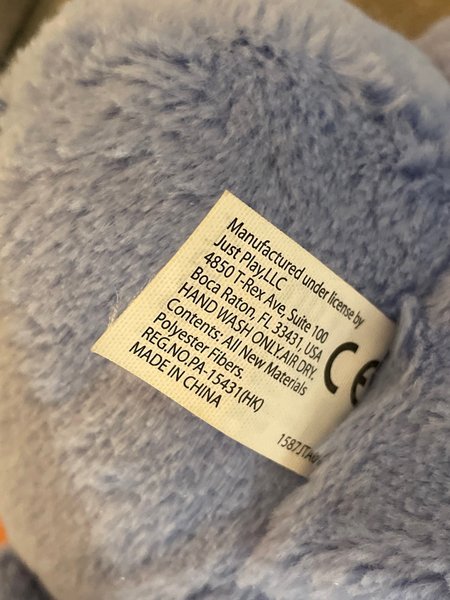 Manufactured under license by
Just Play,LLC
4850 T-Rex Ave, Suite 100
Boca Raton, FL 33431, USA
HAND WASH ONLY.AIR DRY.
Contents: All New Materials
Polyester Fibers.
REG.NO.PA-15431(HK)
MADE IN CHINA
CE